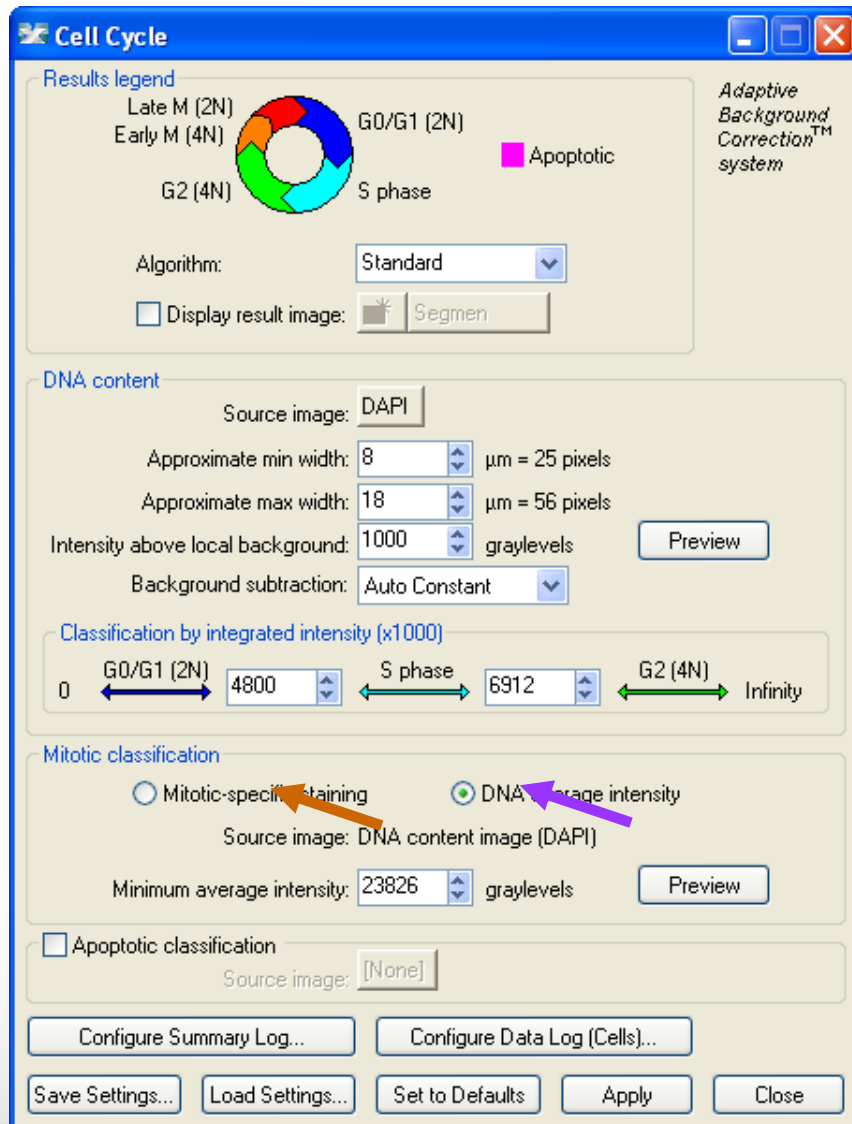 Cell Cycle
Results legend
Late M (2N)
Early M (4N)
G0/G1 (2N)
Apoptotic
G2 (4N)
S phase
Adaptive
Background
Correction™
system
Algorithm: Standard
Display result image: Segmen
DNA content
Source image: DAPI
Approximate min width: 8 µm = 25 pixels
Approximate max width: 18 µm = 56 pixels
Intensity above local background: 1000 graylevels Preview
Background subtraction: Auto Constant
Classification by integrated intensity (x1000)
0 G0/G1 (2N) 4800 S phase 6912 G2 (4N) Infinity
Mitotic classification
DNA intensity
Source image: DNA content image (DAPI)
Minimum average intensity: 23826 graylevels Preview
Apoptotic classification
Source image: [None]
Configure Summary Log... Configure Data Log (Cells)...
Save Settings... Load Settings... Set to Defaults Apply Close